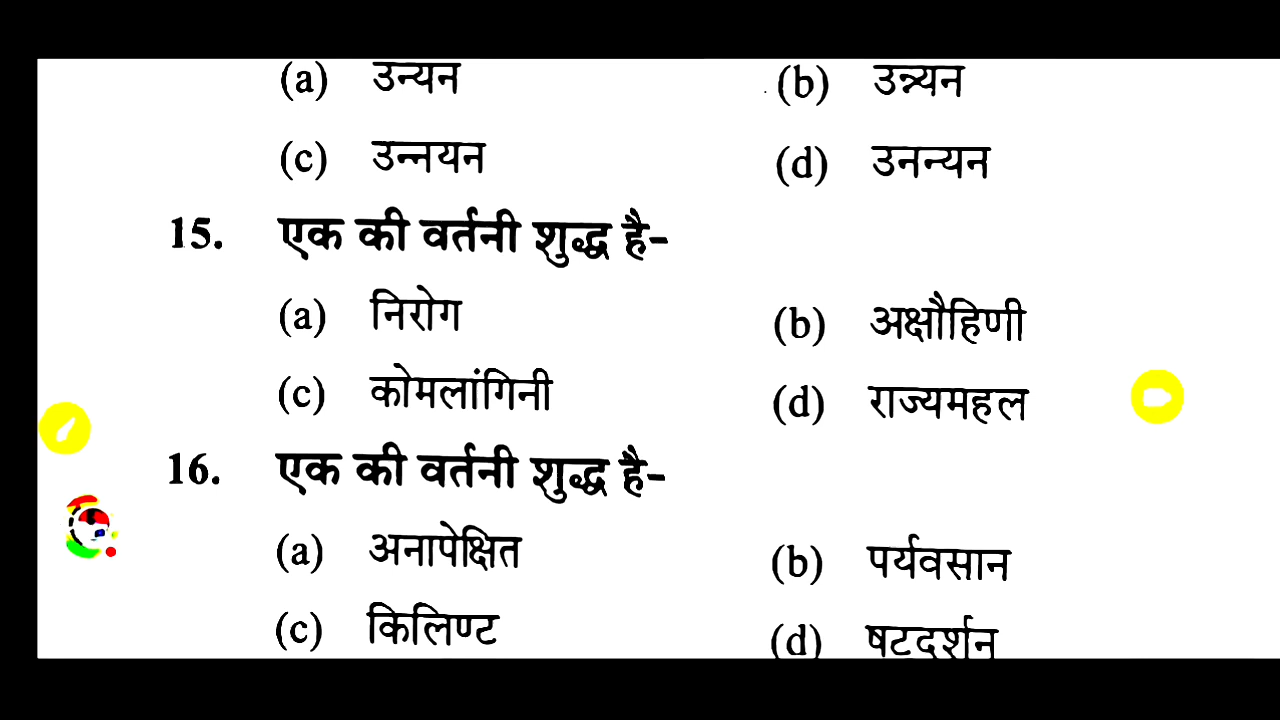 (a) उन्यन (b) उन्न्यन
(c) उन्नयन (d) उनन्यन
15. एक की वर्तनी शुद्ध है-
(a) निरोग (b) अक्षौहिणी
(c) कोमलांगिनी (d) राज्यमहल
16. एक की वर्तनी शुद्ध है-
(a) अनापेक्षित (b) पर्यवसान
(c) किलिण्ट (d) षटदर्शन